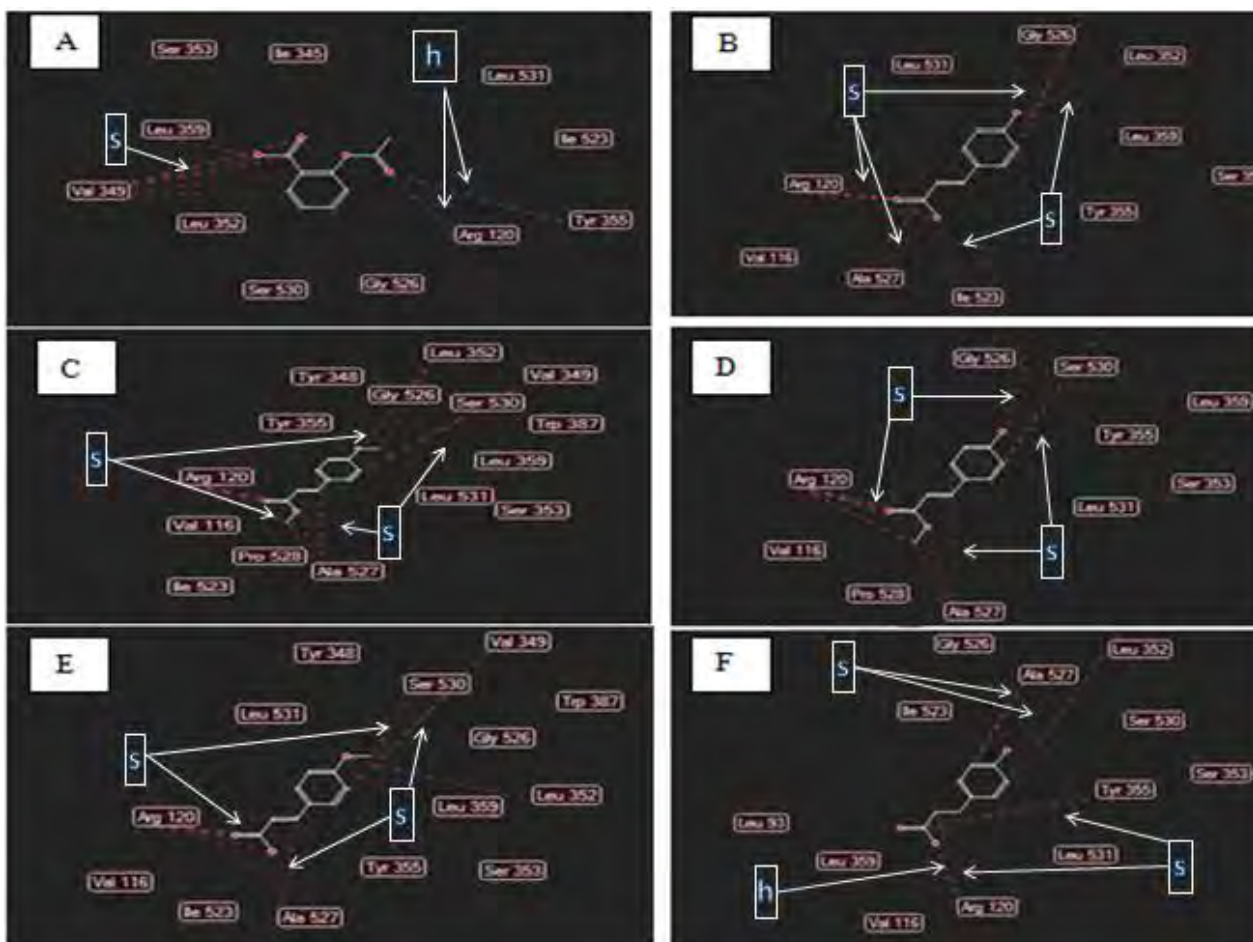 A
Ser 353
Ile 345
h
Leu 531
S
Leu 359
Ile 523
Val 349
Leu 352
Arg 120
Tyr 355
Ser 530
Gly 526
B
Gly 526
Leu 531
Leu 352
S
Leu 359
Arg 120
Tyr 355
S
Val 116
Ala 527
Ile 523
C
Leu 352
Tyr 348
Gly 526
Val 349
Ser 530
Tyr 355
Trp 387
S
Arg 120
Leu 359
Leu 531
Ser 353
Val 116
S
Pro 528
Ala 527
Ile 523
D
Gly 526
Ser 530
S
Leu 359
Tyr 355
Arg 120
Ser 353
Leu 531
Val 116
S
Pro 528
Ala 527
E
Tyr 348
Val 349
Ser 530
Leu 531
Trp 387
Gly 526
S
Arg 120
Leu 359
Leu 352
S
Val 116
Tyr 355
Ser 353
Ile 523
Ala 527
F
Gly 526
Leu 352
S
Ala 527
Ile 523
Ser 530
Ser 353
Tyr 355
Leu 93
Leu 359
Leu 531
S
h
Arg 120
Val 116